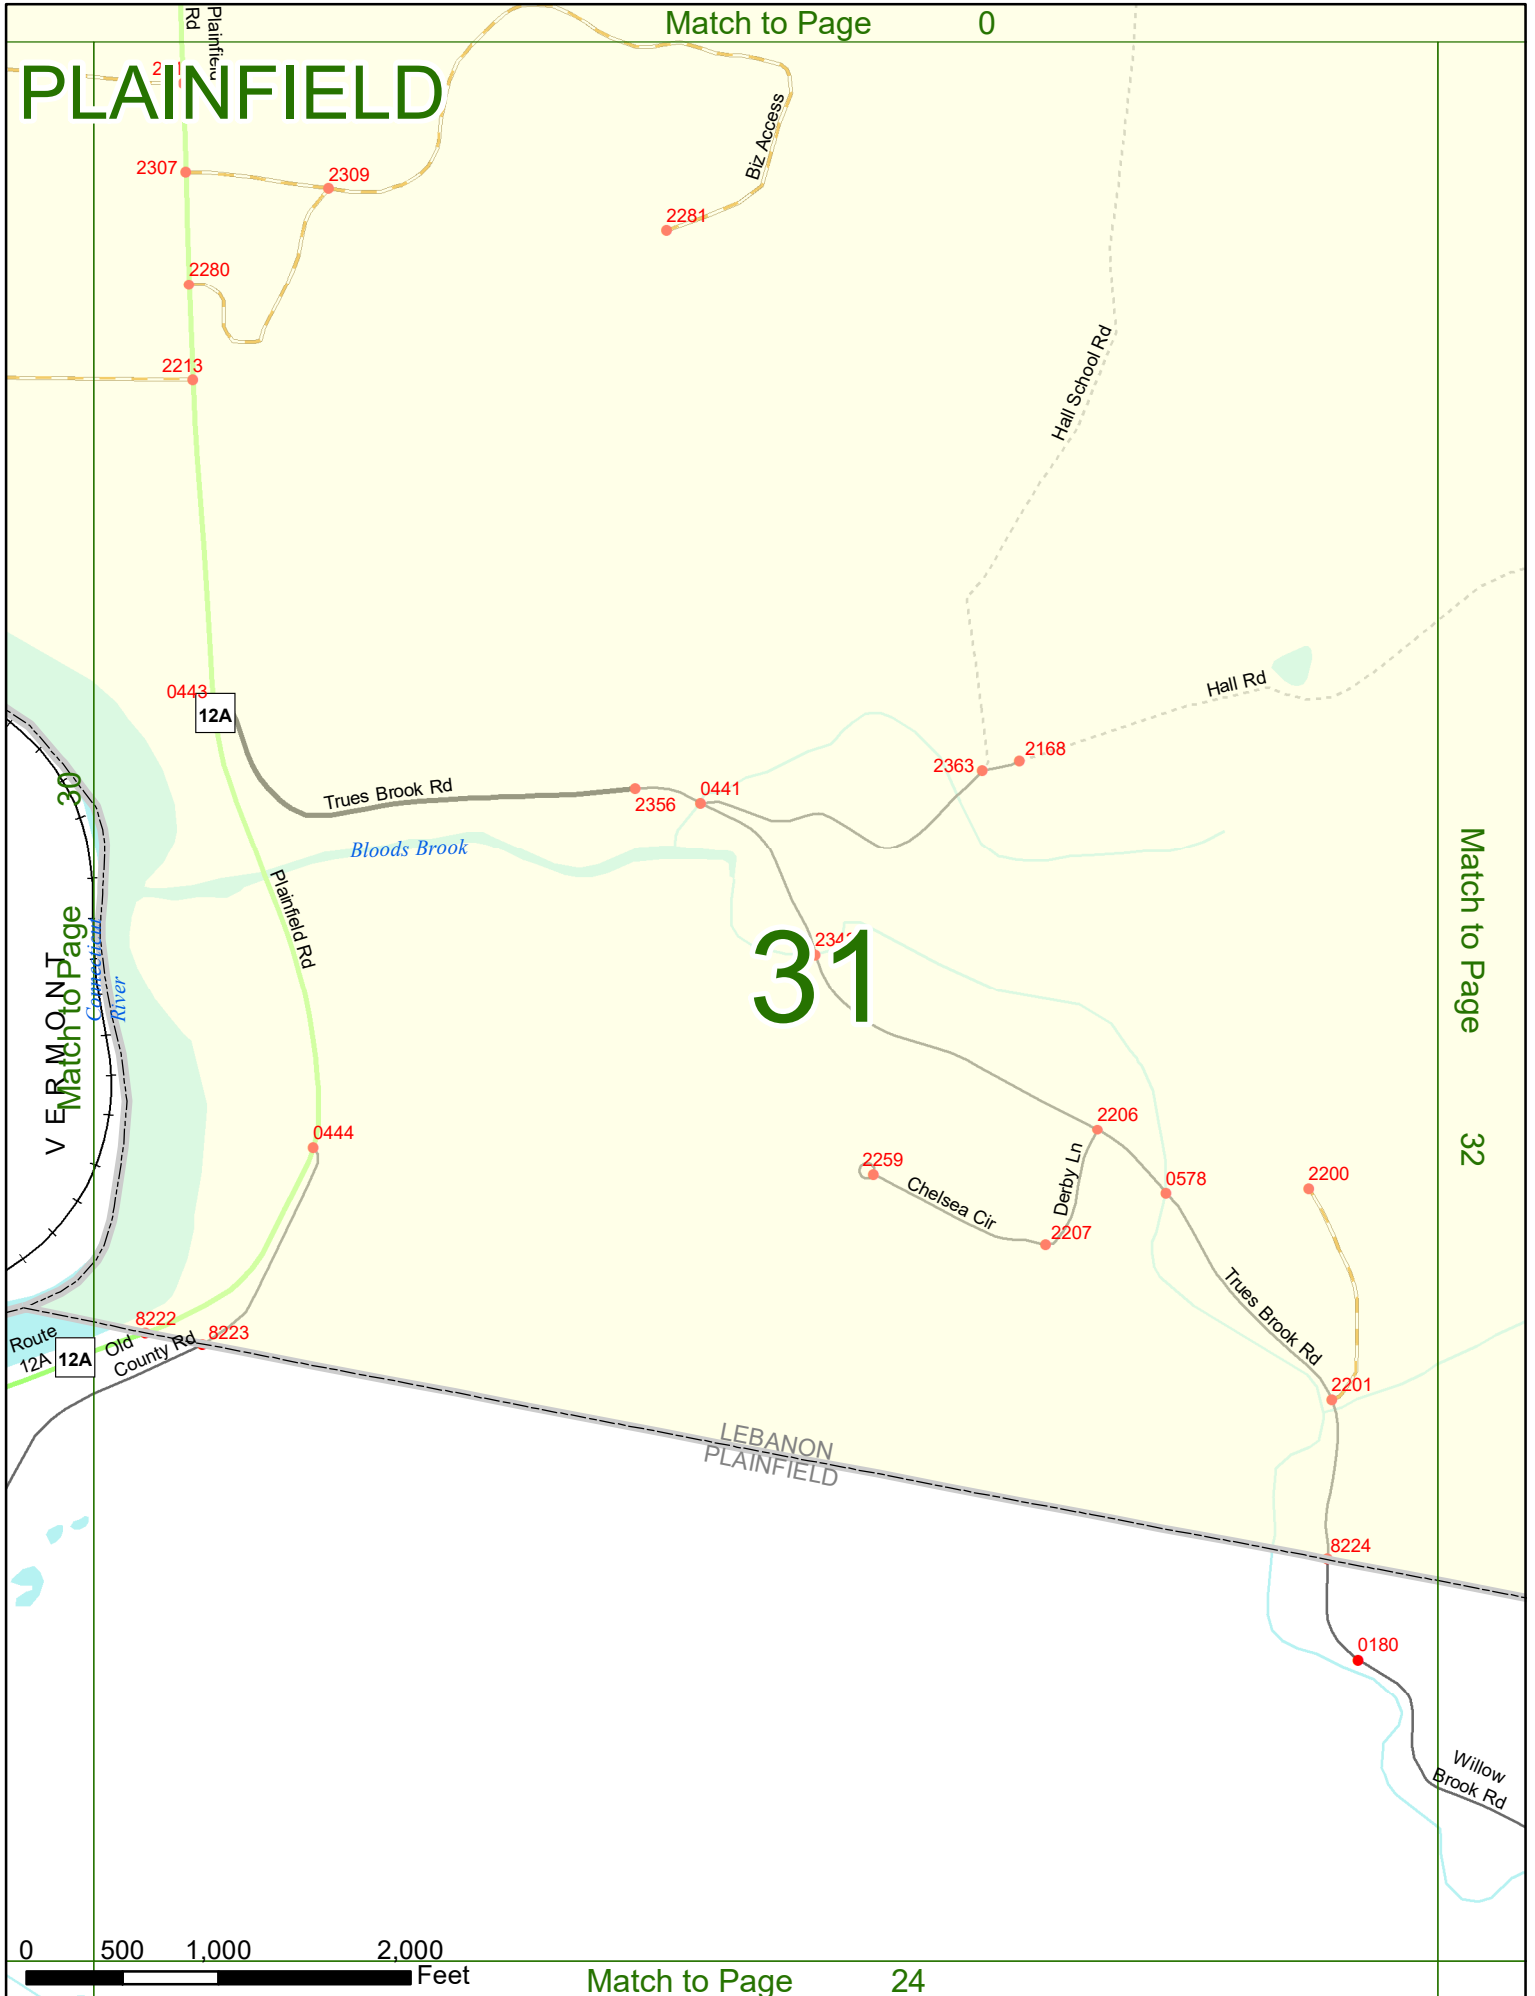 Match to Page 0
Rd
Plainfield
PLAINFIELD
Biz Access
2307
2309
2281
2280
2213
Hall School Rd
Hall Rd
0443
12A
Trues Brook Rd
2356
0441
2363
2168
Bloods Brook
Plainfield Rd
Match to Page 30
VERMONT
Connecticut
River
31
Match to Page 32
0444
2206
2259
Chelsea Cir
Derby Ln
2207
0578
2200
Trues Brook Rd
2201
8222
8223
Route
12A
12A
Old
County Rd
LEBANON
PLAINFIELD
8224
0180
Willow
Brook Rd
0 500 1,000 2,000
Feet
Match to Page 24